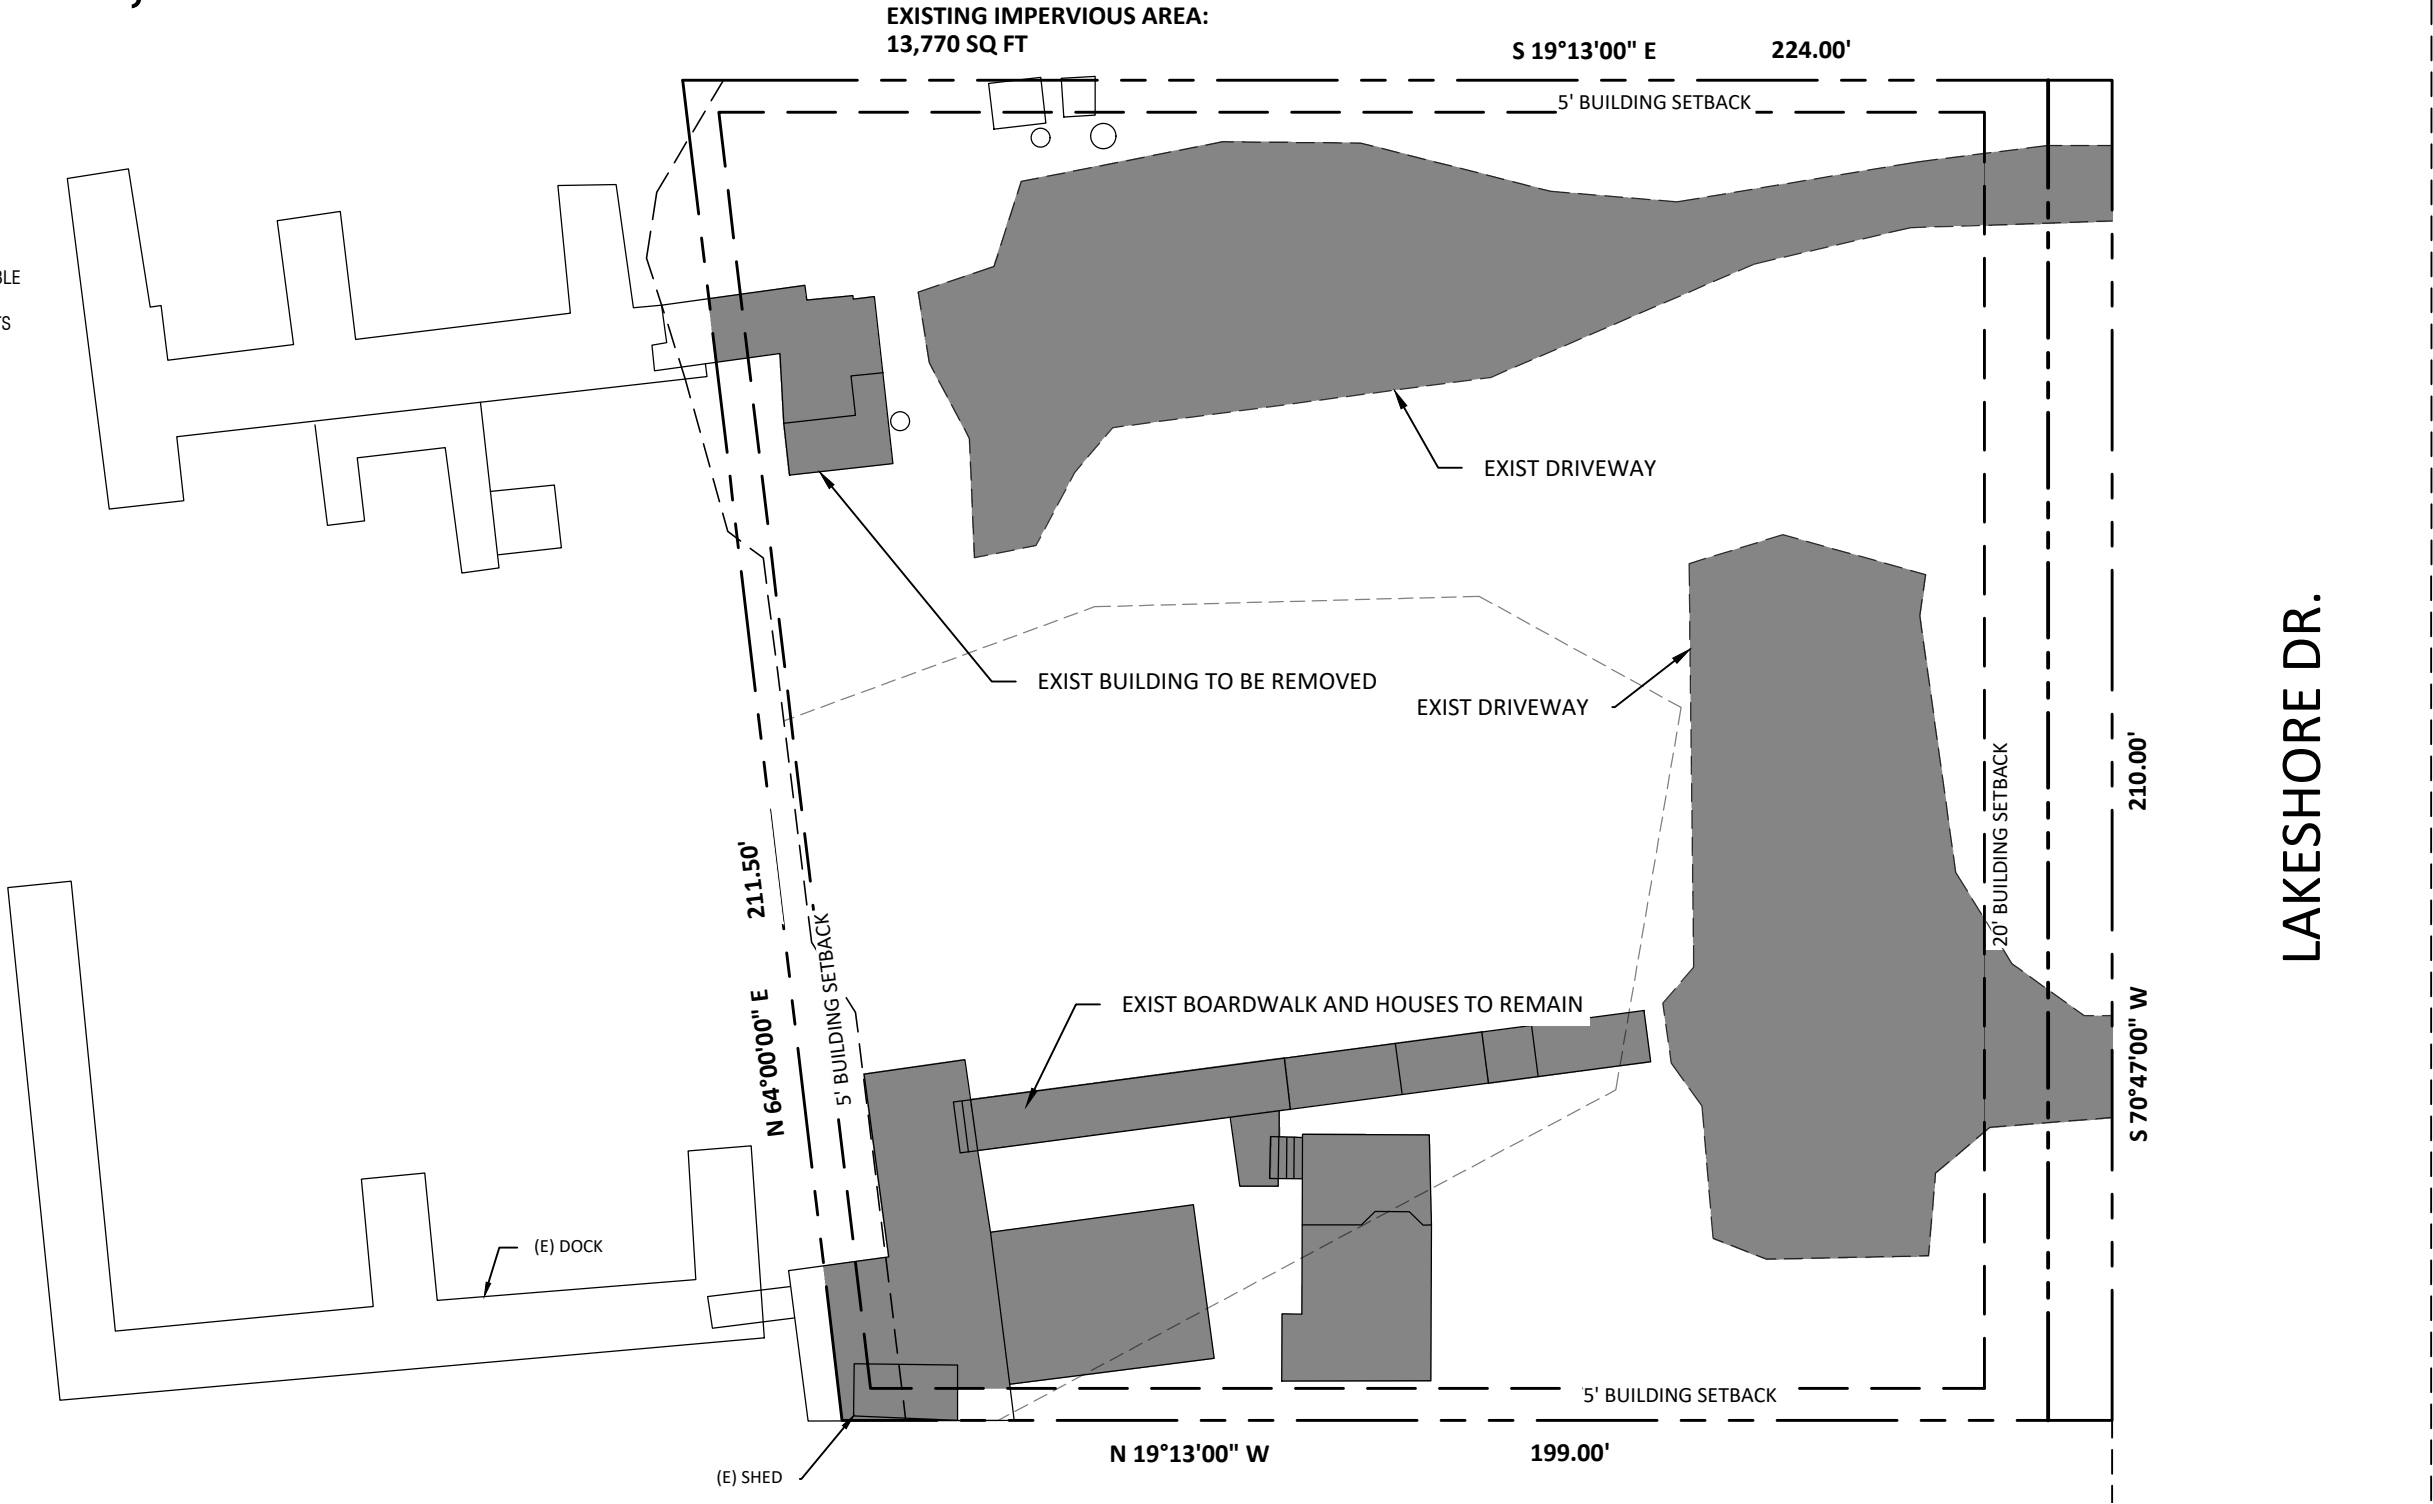 EXISTING IMPERVIOUS AREA:
13,770 SQ FT
S 19°13'00" E 224.00'
5' BUILDING SETBACK
EXIST DRIVEWAY
EXIST BUILDING TO BE REMOVED
EXIST DRIVEWAY
LAKESHORE DR.
210.00'
20' BUILDING SETBACK
211.50'
5' BUILDING SETBACK
N 64°00'00" E
EXIST BOARDWALK AND HOUSES TO REMAIN
S 70°47'00" W
(E) DOCK
5' BUILDING SETBACK
N 19°13'00" W 199.00'
(E) SHED